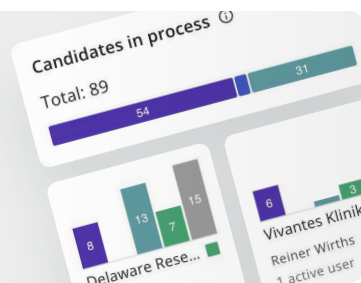 Candidates in process
Total: 89
54
31
8
13
7
15
Delaware Rese...
6
3
Vivantes Klinik
Reiner Wirths
1 active user